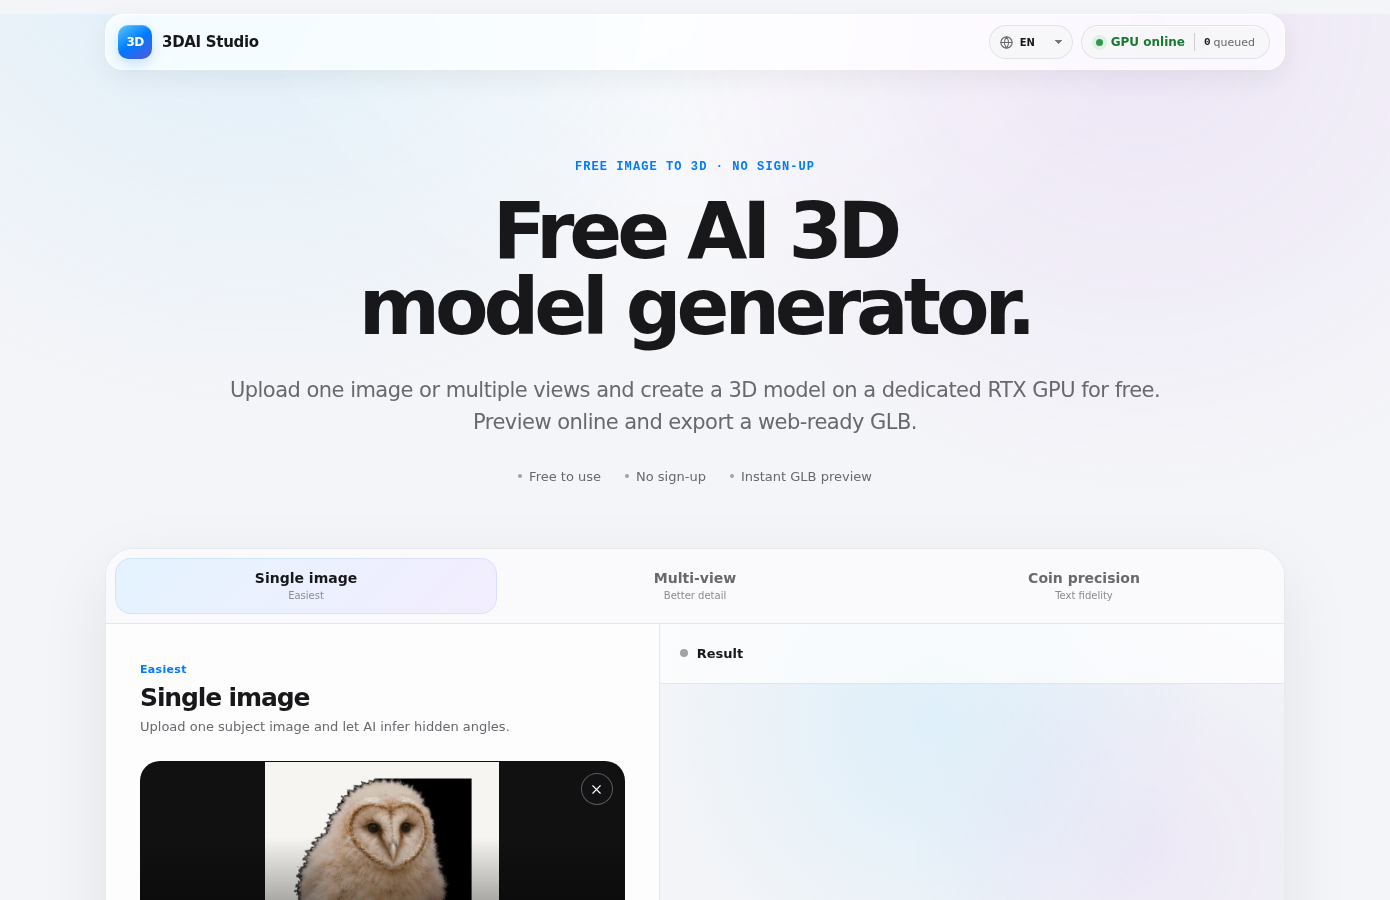 3D
3DAI Studio
EN
GPU online
0 queued
FREE IMAGE TO 3D · NO SIGN-UP
Free AI 3D
model generator.
Upload one image or multiple views and create a 3D model on a dedicated RTX GPU for free.
Preview online and export a web-ready GLB.
• Free to use • No sign-up • Instant GLB preview
Single image
Easiest
Multi-view
Better detail
Coin precision
Text fidelity
Easiest
Single image
Upload one subject image and let AI infer hidden angles.
Result